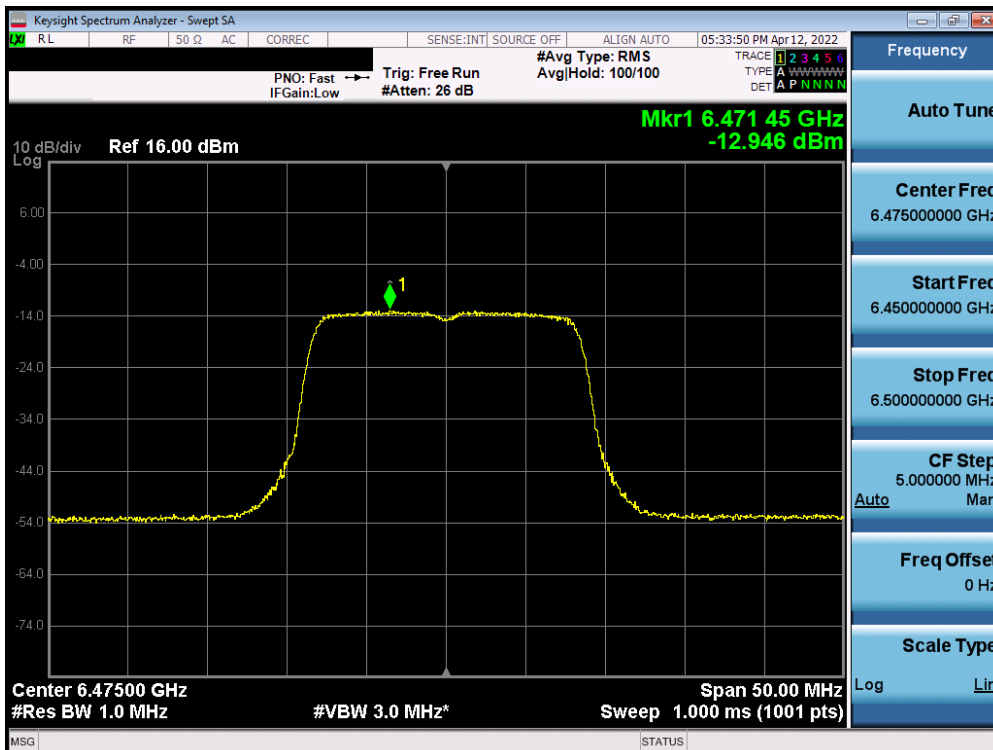 Keysight Spectrum Analyzer - Swept SA
LXI RL RF 50 Ω AC CORREC SENSE:INT SOURCE OFF ALIGN AUTO 05:33:50 PM Apr 12, 2022
Frequency
PNO: Fast
IFGain:Low
Trig: Free Run
#Atten: 26 dB
#Avg Type: RMS
Avg|Hold: 100/100
TRACE 1 2 3 4 5 6
TYPE A WWWWW
DET A P N N N N
Mkr1 6.471 45 GHz
-12.946 dBm
10 dB/div Ref 16.00 dBm
Log
1
6.00
-4.00
-14.0
-24.0
-34.0
-44.0
-54.0
-64.0
-74.0
Center 6.47500 GHz Span 50.00 MHz
#Res BW 1.0 MHz #VBW 3.0 MHz* Sweep 1.000 ms (1001 pts)
MSG STATUS
Auto Tune
Center Freq
6.475000000 GHz
Start Freq
6.450000000 GHz
Stop Freq
6.500000000 GHz
CF Step
5.000000 MHz
Auto Man
Freq Offset
0 Hz
Scale Type
Log Lin